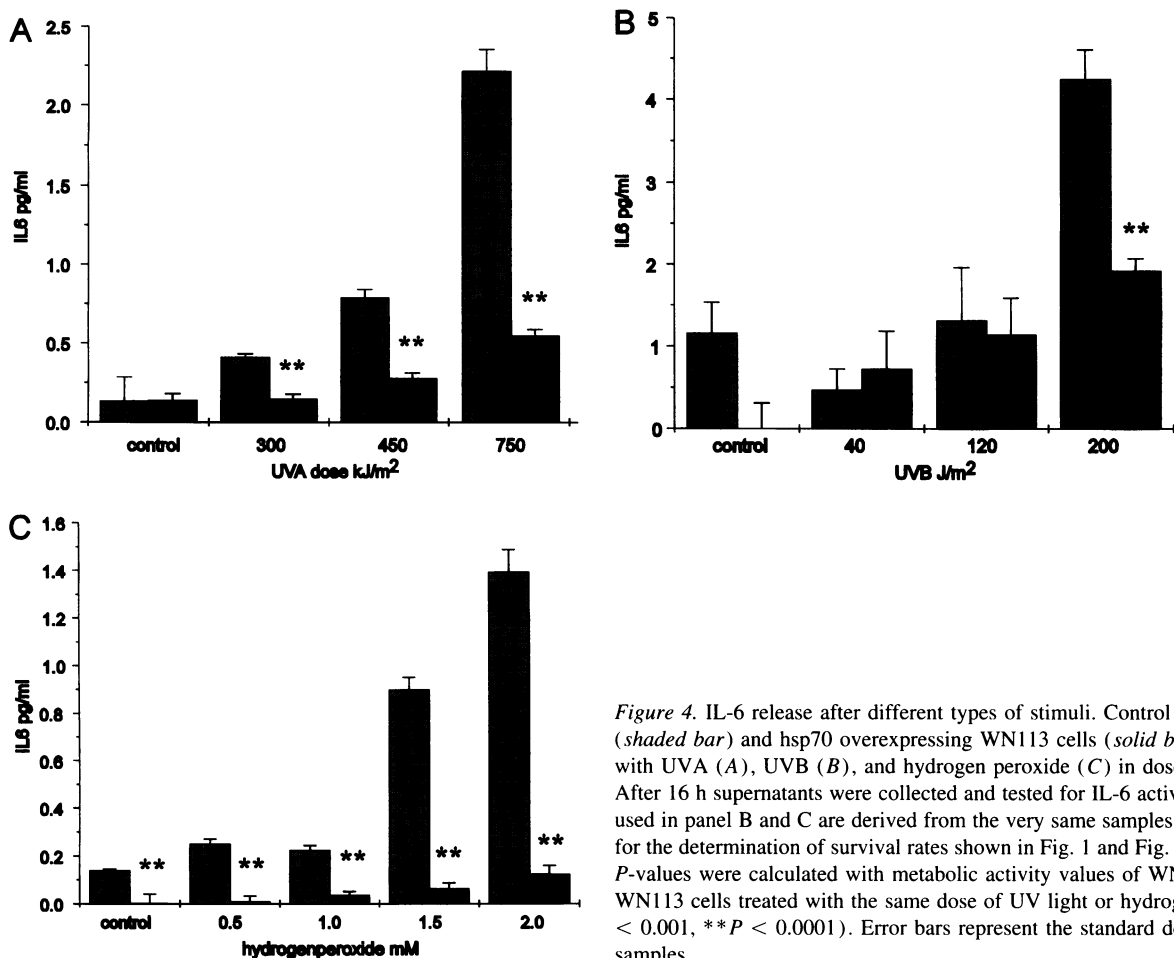 A
2.5
2.0
1.5
1.0
0.5
0.0
IL6 pg/ml
** ** **
control 300 450 750
UVA dose kJ/m2
B
5
4
3
2
1
0
IL6 pg/ml
**
control 40 120 200
UVB J/m2
C
1.6
1.4
1.2
1.0
0.8
0.6
0.4
0.2
0.0
IL6 pg/ml
** ** ** ** **
control 0.5 1.0 1.5 2.0
hydrogenperoxide mM
Figure 4. IL-6 release after different types of stimuli. Control
(shaded bar) and hsp70 overexpressing WN113 cells (solid
with UVA (A), UVB (B), and hydrogen peroxide (C) in
After 16 h supernatants were collected and tested for IL-6
used in panel B and C are derived from the very same samples
for the determination of survival rates shown in Fig. 1 and Fig.
P-values were calculated with metabolic activity values of
WN113 cells treated with the same dose of UV light or
< 0.001, **P < 0.0001). Error bars represent the standard
samples.